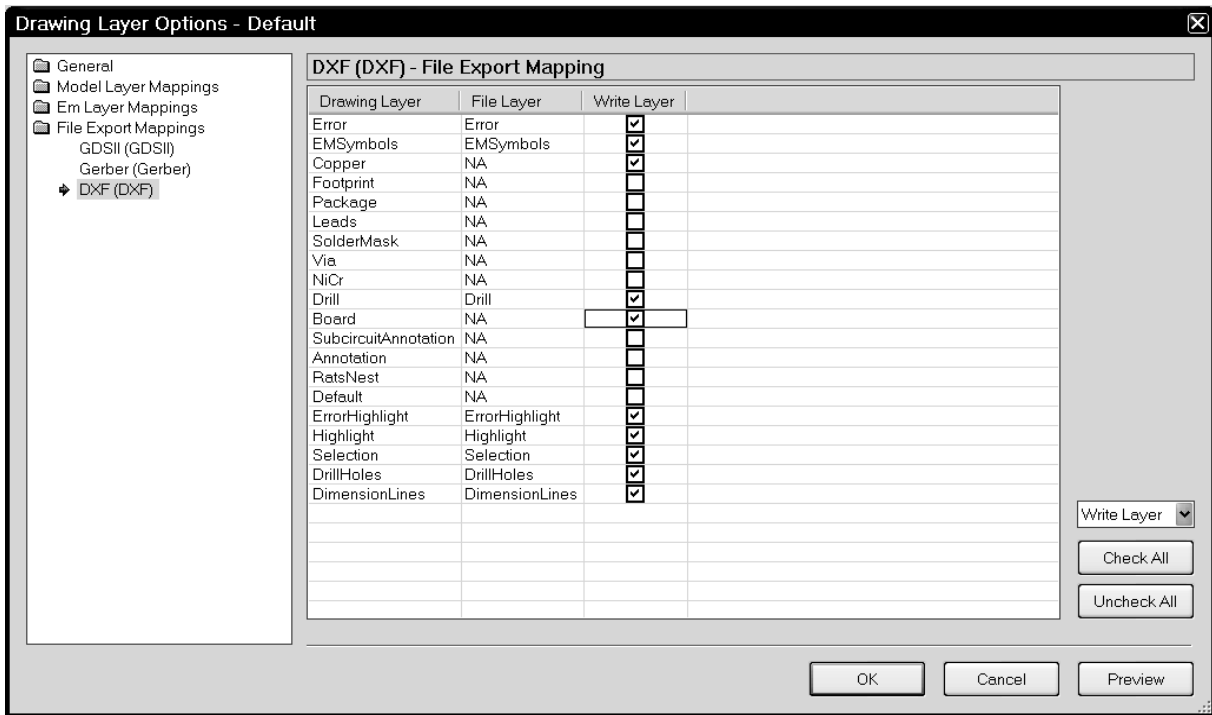 Drawing Layer Options - Default
General
Model Layer Mappings
Em Layer Mappings
File Export Mappings
GDSII (GDSII)
Gerber (Gerber)
DXF (DXF)
DXF (DXF) - File Export Mapping
Drawing Layer File Layer Write Layer
Error Error
EMSymbols EMSymbols
Copper NA
Footprint NA
Package NA
Leads NA
SolderMask NA
Via NA
NiCr NA
Drill Drill
Board NA
SubcircuitAnnotation NA
Annotation NA
RatsNest NA
Default NA
ErrorHighlight ErrorHighlight
Highlight Highlight
Selection Selection
DrillHoles DrillHoles
DimensionLines DimensionLines
Write Layer
Check All
Uncheck All
OK Cancel Preview